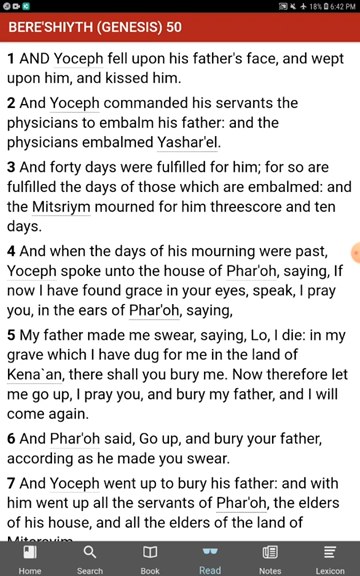 18% 6:42 PM
BERE'SHIYTH (GENESIS) 50
1 AND Yoceph fell upon his father's face, and wept
upon him, and kissed him.
2 And Yoceph commanded his servants the
physicians to embalm his father: and the
physicians embalmed Yashar'el.
3 And forty days were fulfilled for him; for so are
fulfilled the days of those which are embalmed: and
the Mitsriym mourned for him threescore and ten
days.
4 And when the days of his mourning were past,
Yoceph spoke unto the house of Phar'oh, saying, If
now I have found grace in your eyes, speak, I pray
you, in the ears of Phar'oh, saying,
5 My father made me swear, saying, Lo, I die: in my
grave which I have dug for me in the land of
Kena`an, there shall you bury me. Now therefore let
me go up, I pray you, and bury my father, and I will
come again.
6 And Phar'oh said, Go up, and bury your father,
according as he made you swear.
7 And Yoceph went up to bury his father: and with
him went up all the servants of Phar'oh, the elders
of his house, and all the elders of the land of
Mitsrayim
Home Search Book Read Notes Lexicon